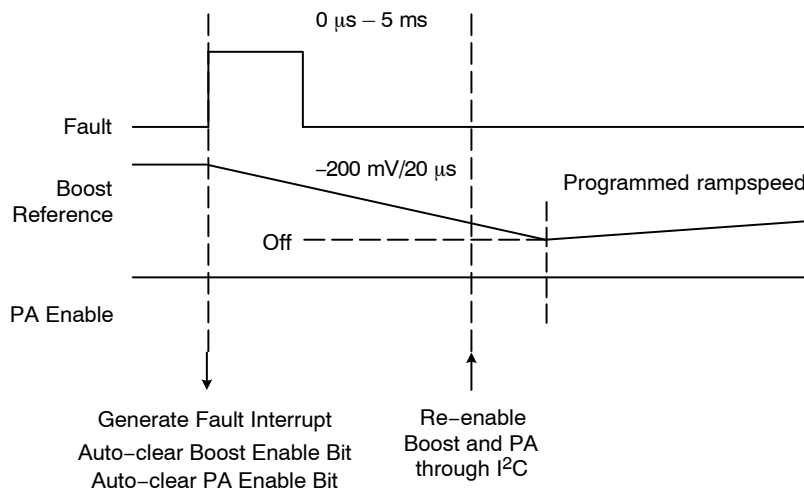 0 μs – 5 ms
Fault
–200 mV/20 μs
Programmed rampspeed
Boost
Reference
Off
PA Enable
Generate Fault Interrupt
Auto–clear Boost Enable Bit
Auto–clear PA Enable Bit
Re–enable
Boost and PA
through I²C